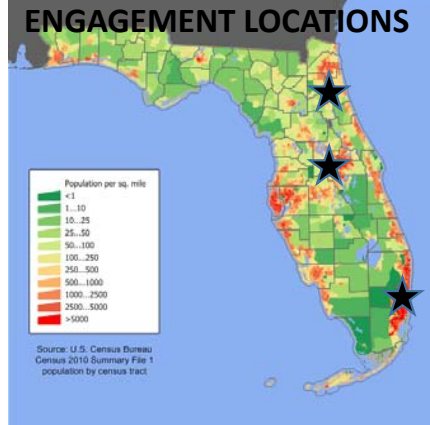 ENGAGEMENT LOCATIONS
Population per sq. mile
<1
1...10
10...25
25...50
50...100
100...250
250...500
500...1000
1000...2500
2500...5000
>5000
Source: U.S. Census Bureau
Census 2010 Summary File 1
population by census tract